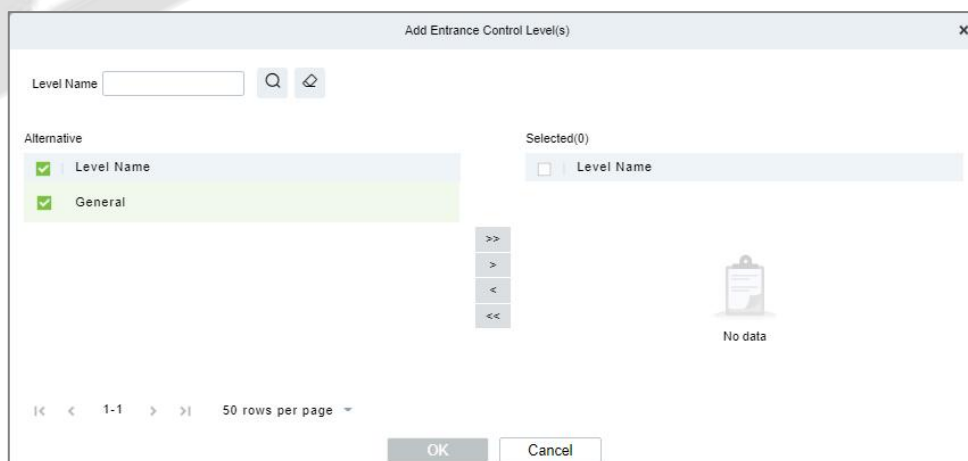 Add Entrance Control Level(s)
×
Level Name
Alternative
Level Name
General
Selected(0)
Level Name
>>
>
<
<<
No data
|< < 1-1 > >| 50 rows per page
OK Cancel